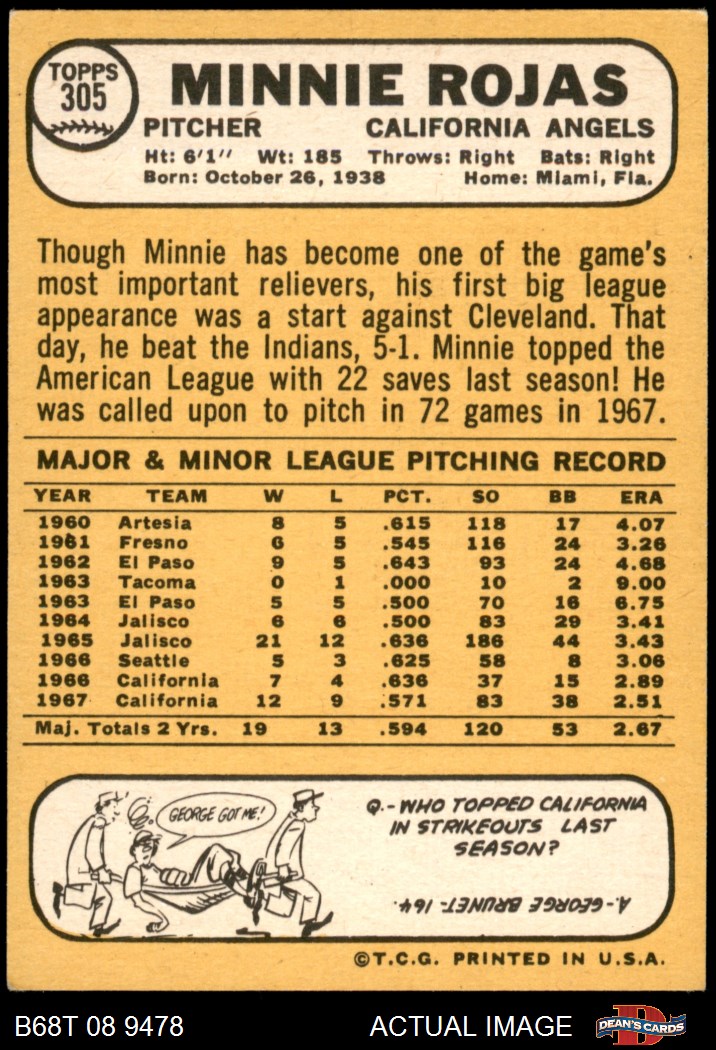 TOPPS
305
MINNIE ROJAS
PITCHER CALIFORNIA ANGELS
Ht: 6'1" Wt: 185 Throws: Right Bats: Right
Born: October 26, 1938 Home: Miami, Fla.
Though Minnie has become one of the game's
most important relievers, his first big league
appearance was a start against Cleveland. That
day, he beat the Indians, 5-1. Minnie topped the
American League with 22 saves last season! He
was called upon to pitch in 72 games in 1967.
MAJOR & MINOR LEAGUE PITCHING RECORD
YEAR TEAM W L PCT. SO BB ERA
1960 Artesia 8 5 .615 118 17 4.07
1961 Fresno 6 5 .545 116 24 3.26
1962 El Paso 9 5 .643 93 24 4.68
1963 Tacoma 0 1 .000 10 2 9.00
1963 El Paso 5 5 .500 70 16 6.75
1964 Jalisco 6 6 .500 83 29 3.41
1965 Jalisco 21 12 .636 186 44 3.43
1966 Seattle 5 3 .625 58 8 3.06
1966 California 7 4 .636 37 15 2.89
1967 California 12 9 .571 83 38 2.51
Maj. Totals 2 Yrs. 19 13 .594 120 53 2.67
GEORGE GOT ME!
Q.-WHO TOPPED CALIFORNIA
IN STRIKEOUTS LAST
SEASON?
A-GEORGE BRUNET-164.
©T.C.G. PRINTED IN U.S.A.
B68T 08 9478 ACTUAL IMAGE
D
DEAN'S CARDS